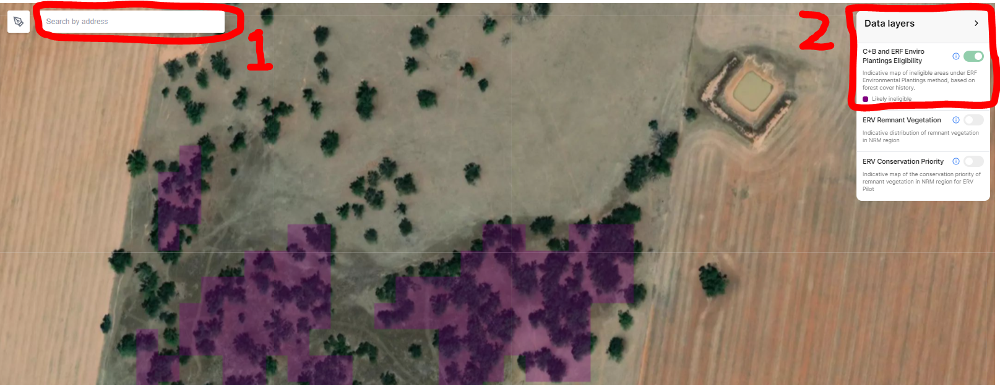 Search by address
1
2
Data layers
C+B and ERF Enviro
Plantings Eligibility
Indicative map of ineligible areas under ERF
Environmental Plantings method, based on
forest cover history.
Likely ineligible
ERV Remnant Vegetation
Indicative distribution of remnant vegetation
in NRM region
ERV Conservation Priority
Indicative map of the conservation priority of
remnant vegetation in NRM region for ERV
Pilot